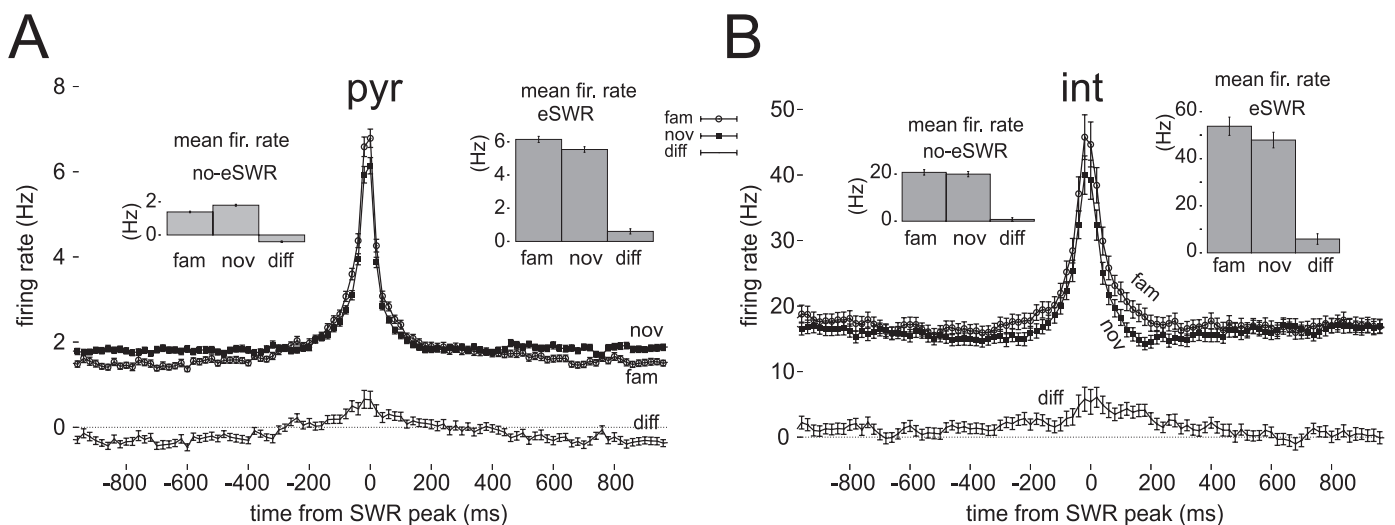 A
pyr
firing rate (Hz)
8
6
4
2
0
mean fir. rate
no-eSWR
(Hz)
2
0
fam nov diff
mean fir. rate
eSWR
(Hz)
6
4
2
0
fam nov diff
fam
nov
diff
nov
fam
diff
-800 -600 -400 -200 0 200 400 600 800
time from SWR peak (ms)
B
int
firing rate (Hz)
50
40
30
20
10
0
mean fir. rate
no-eSWR
(Hz)
20
0
fam nov diff
mean fir. rate
eSWR
(Hz)
60
40
20
0
fam nov diff
fam
nov
diff
-800 -600 -400 -200 0 200 400 600 800
time from SWR peak (ms)